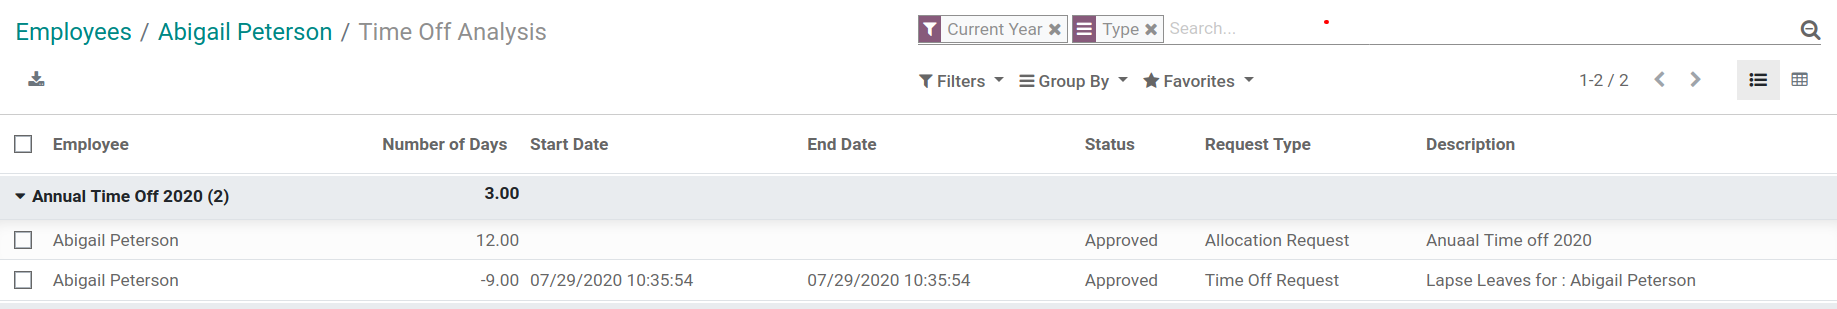 Employees / Abigail Peterson / Time Off Analysis
Current Year Type Search...
Filters Group By Favorites 1-2 / 2
Employee Number of Days Start Date End Date Status Request Type Description
Annual Time Off 2020 (2) 3.00
Abigail Peterson 12.00 Approved Allocation Request Anuaal Time off 2020
Abigail Peterson -9.00 07/29/2020 10:35:54 07/29/2020 10:35:54 Approved Time Off Request Lapse Leaves for : Abigail Peterson